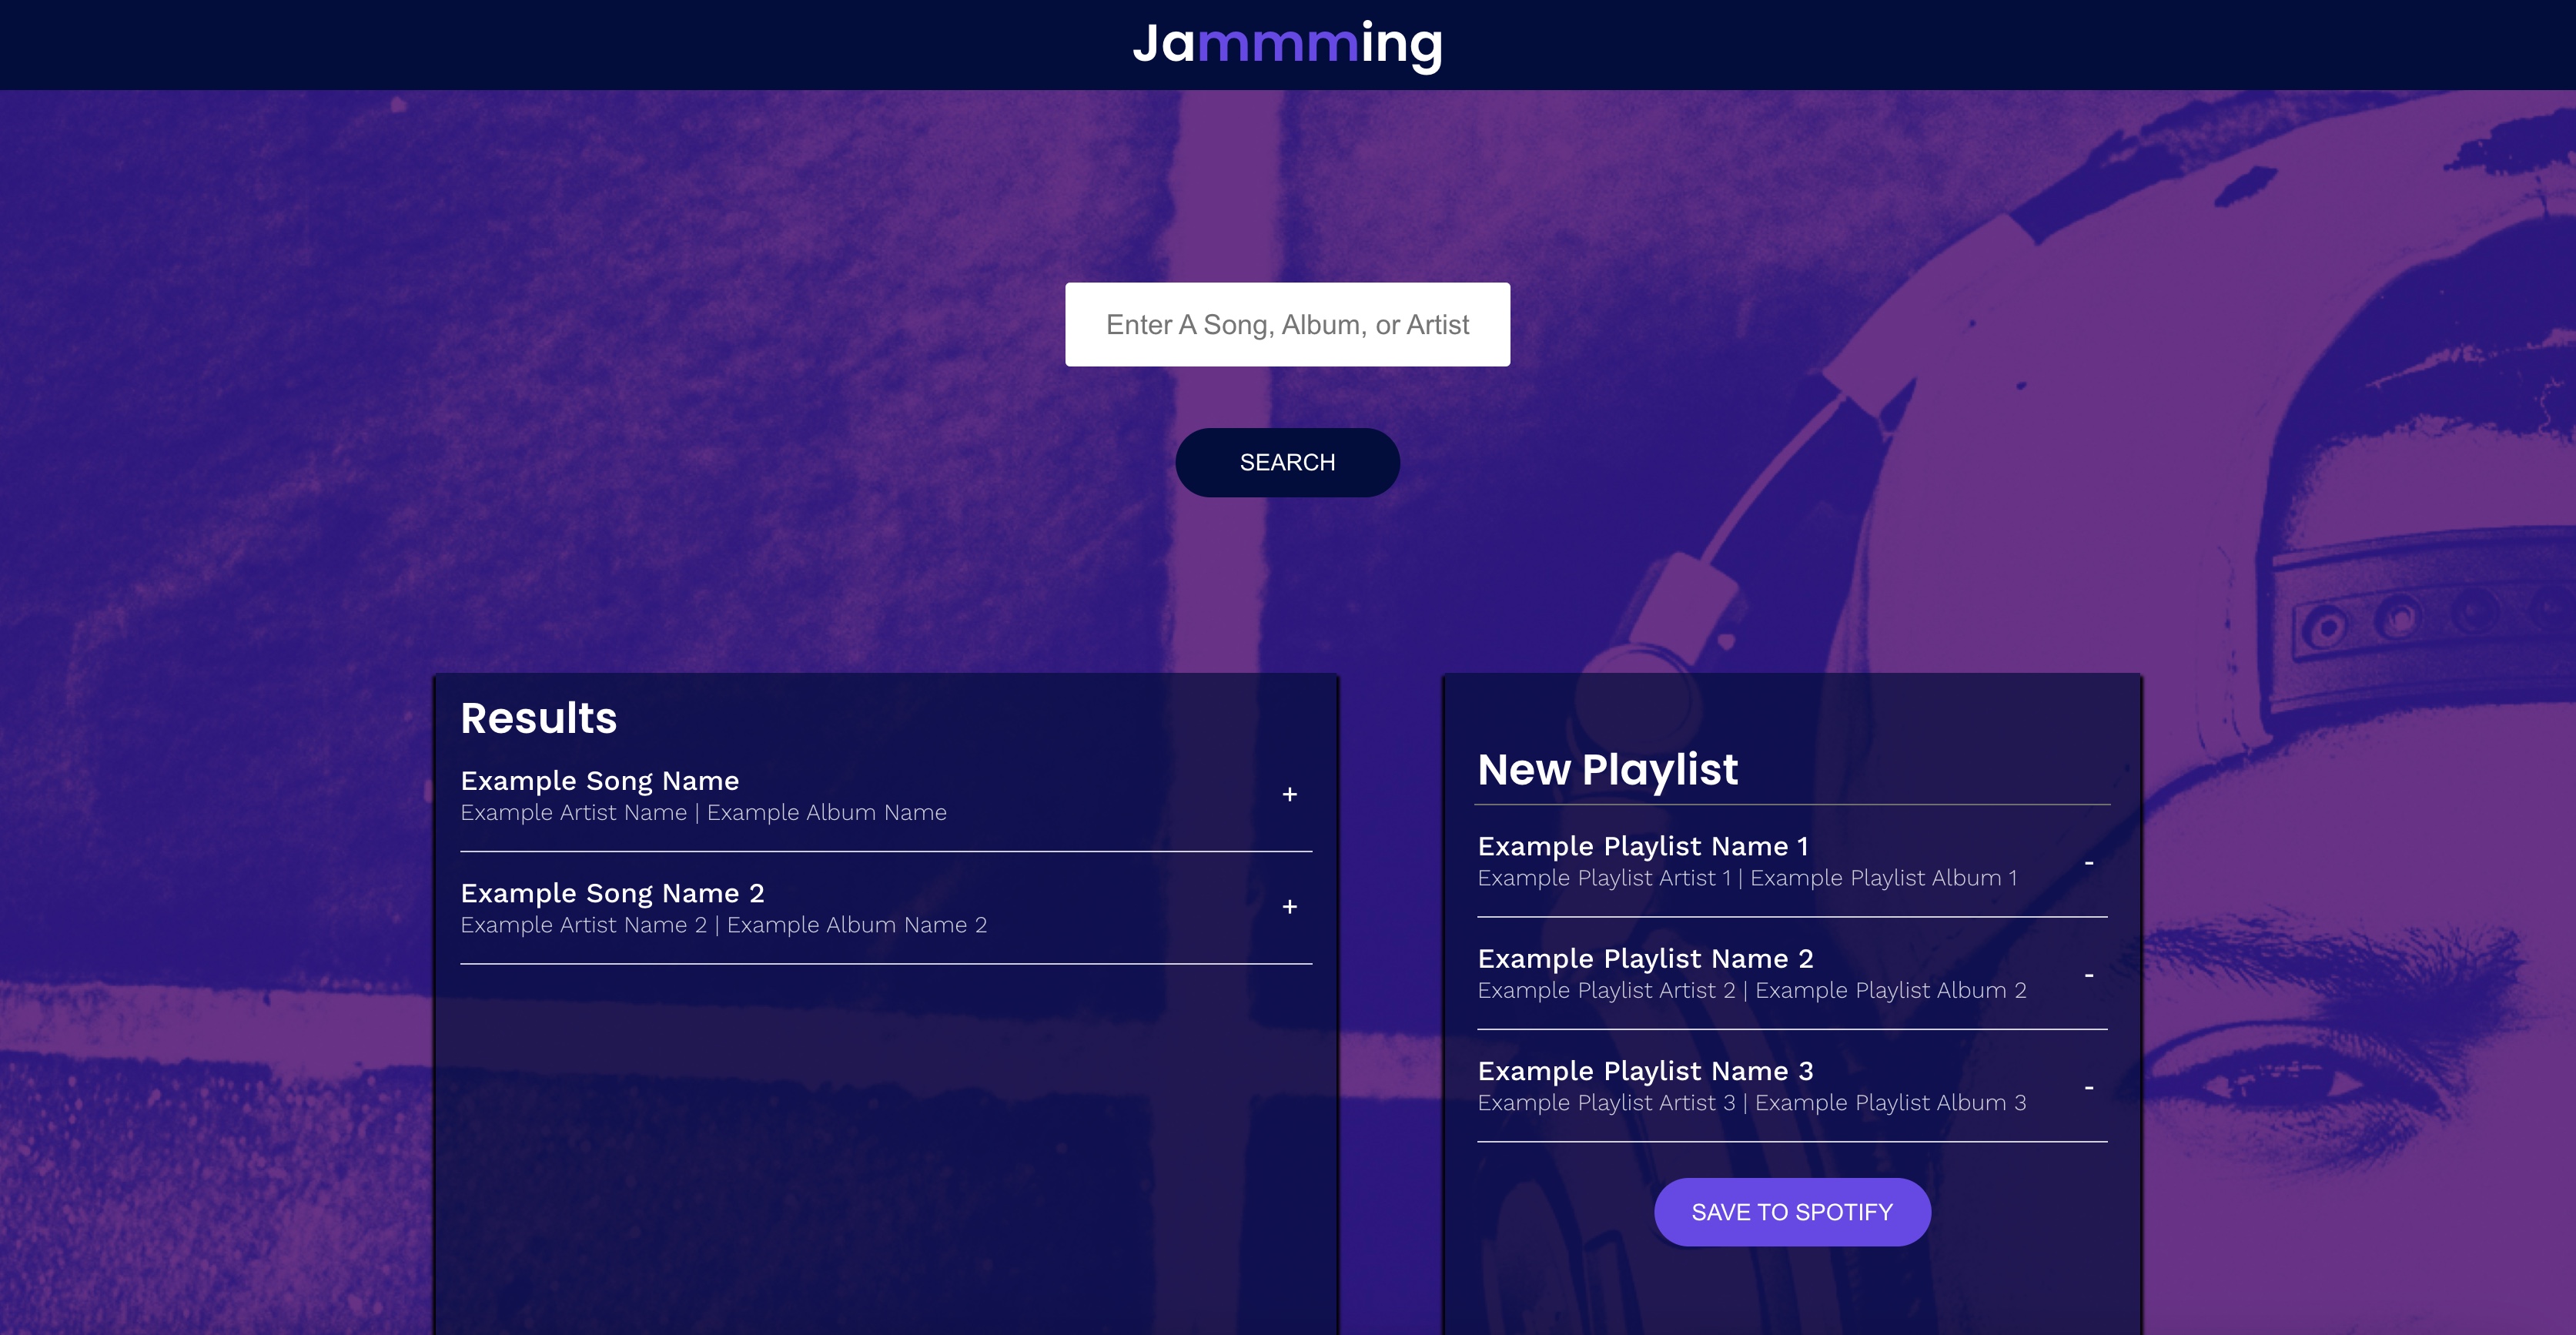 Jammming
Enter A Song, Album, or Artist
SEARCH
Results
Example Song Name
Example Artist Name | Example Album Name
+
Example Song Name 2
Example Artist Name 2 | Example Album Name 2
+
New Playlist
Example Playlist Name 1
Example Playlist Artist 1 | Example Playlist Album 1
-
Example Playlist Name 2
Example Playlist Artist 2 | Example Playlist Album 2
-
Example Playlist Name 3
Example Playlist Artist 3 | Example Playlist Album 3
-
SAVE TO SPOTIFY